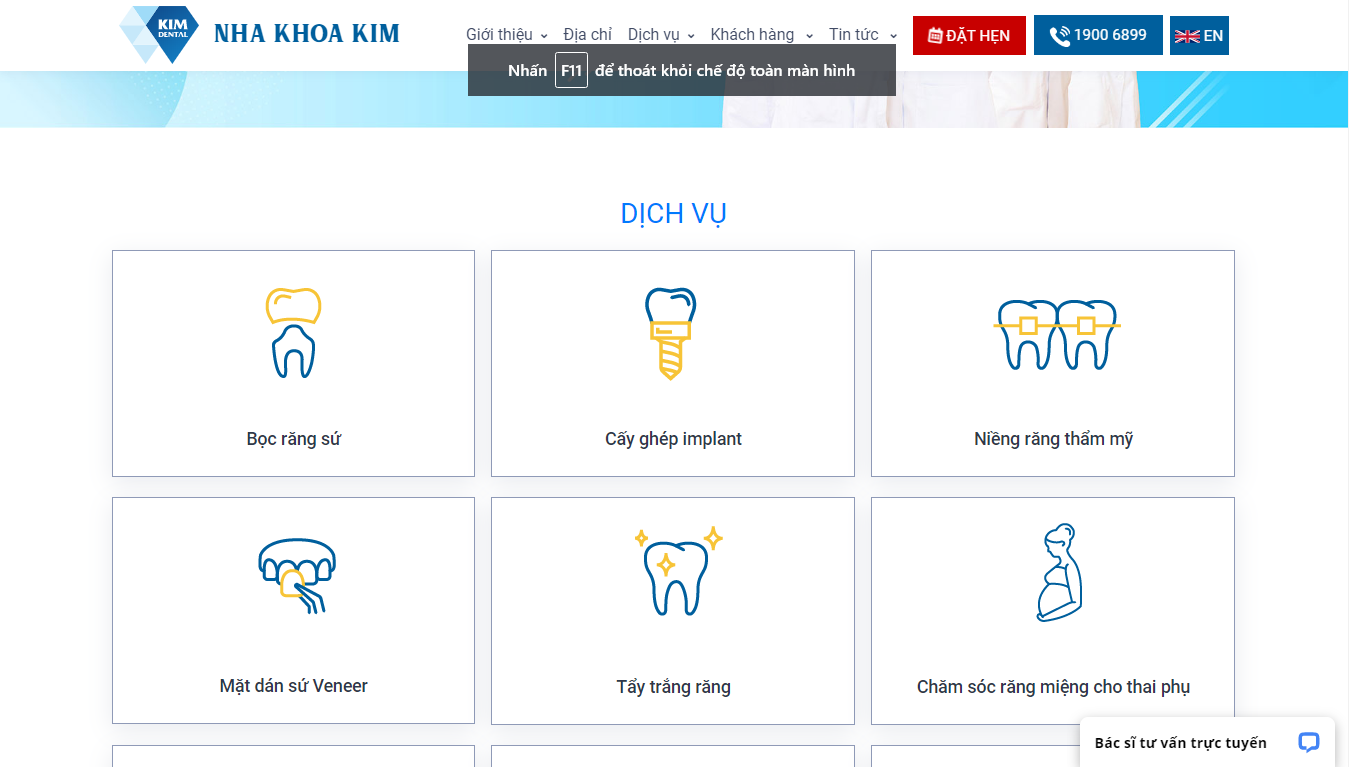 KIM
DENTAL
NHA KHOA KIM
Giới thiệu
Địa chỉ
Dịch vụ
Khách hàng
Tin tức
ĐẶT HẸN
1900 6899
EN
Nhấn F11 để thoát khỏi chế độ toàn màn hình
DỊCH VỤ
Bọc răng sứ
Cấy ghép implant
Niềng răng thẩm mỹ
Mặt dán sứ Veneer
Tẩy trắng răng
Chăm sóc răng miệng cho thai phụ
Bác sĩ tư vấn trực tuyến